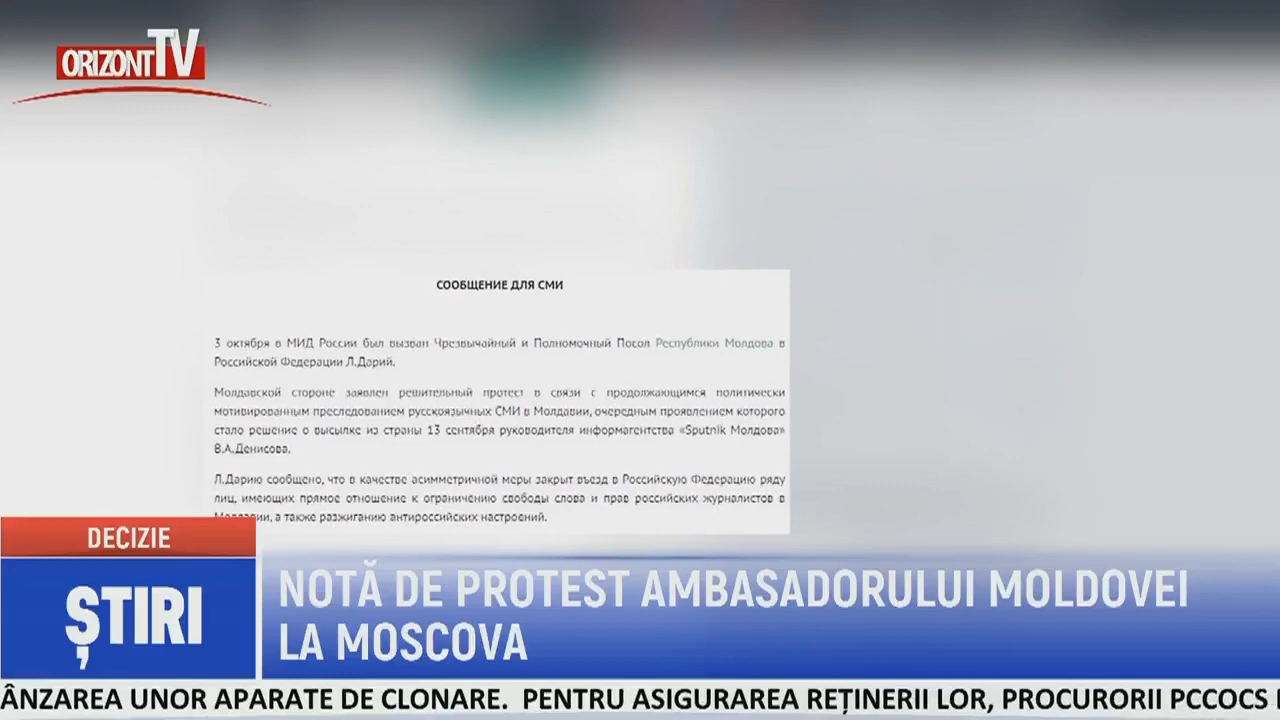 ORIZONT TV
СООБЩЕНИЕ ДЛЯ СМИ
3 октября в МИД России был вызван Чрезвычайный и Полномочный Посол Республики Молдова в
Российской Федерации Л.Дарий.
Молдавской стороне заявлен решительный протест в связи с продолжающимся политически
мотивированным преследованием русскоязычных СМИ в Молдавии, очередным проявлением которого
стало решение о высылке из страны 13 сентября руководителя информагентства «Sputnik Молдова»
В.А.Денисова.
Л.Дарию сообщено, что в качестве асимметричной меры закрыт въезд в Российскую Федерацию ряду
лиц, имеющих прямое отношение к ограничению свободы слова и прав российских журналистов в
Молдавии, а также разжиганию антироссийских настроений.
DECIZIE
ȘTIRI
NOTĂ DE PROTEST AMBASADORULUI MOLDOVEI
LA MOSCOVA
ÂNZAREA UNOR APARATE DE CLONARE. PENTRU ASIGURAREA REȚINERII LOR, PROCURORII PCCOCS